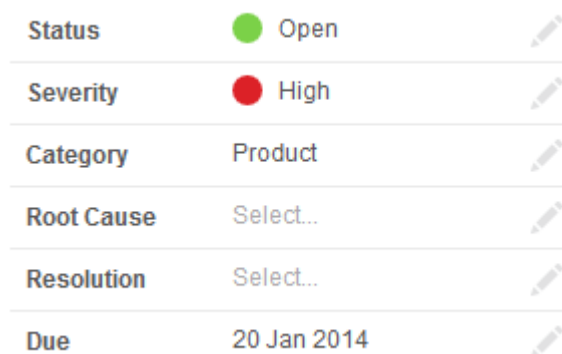 Status Open
Severity High
Category Product
Root Cause Select...
Resolution Select...
Due 20 Jan 2014